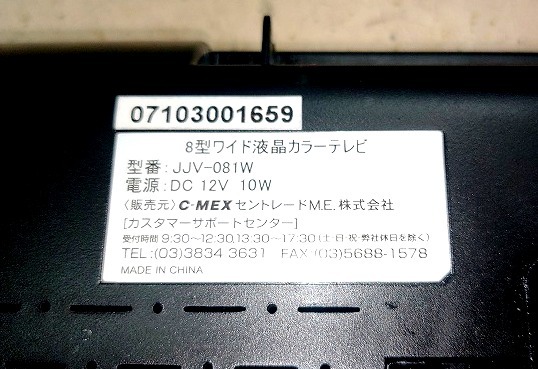 07103001659
8型ワイド液晶カラーテレビ
型番: JJV-081W
電源: DC 12V 10W
〈販売元〉C-MEX セントレードM.E.株式会社
[カスタマーサポートセンター]
受付時間 9:30~12:30,13:30~17:30(土・日・祝・弊社休日を除く)
TEL:(03)3834 3631 FAX (03)5688-1578
MADE IN CHINA